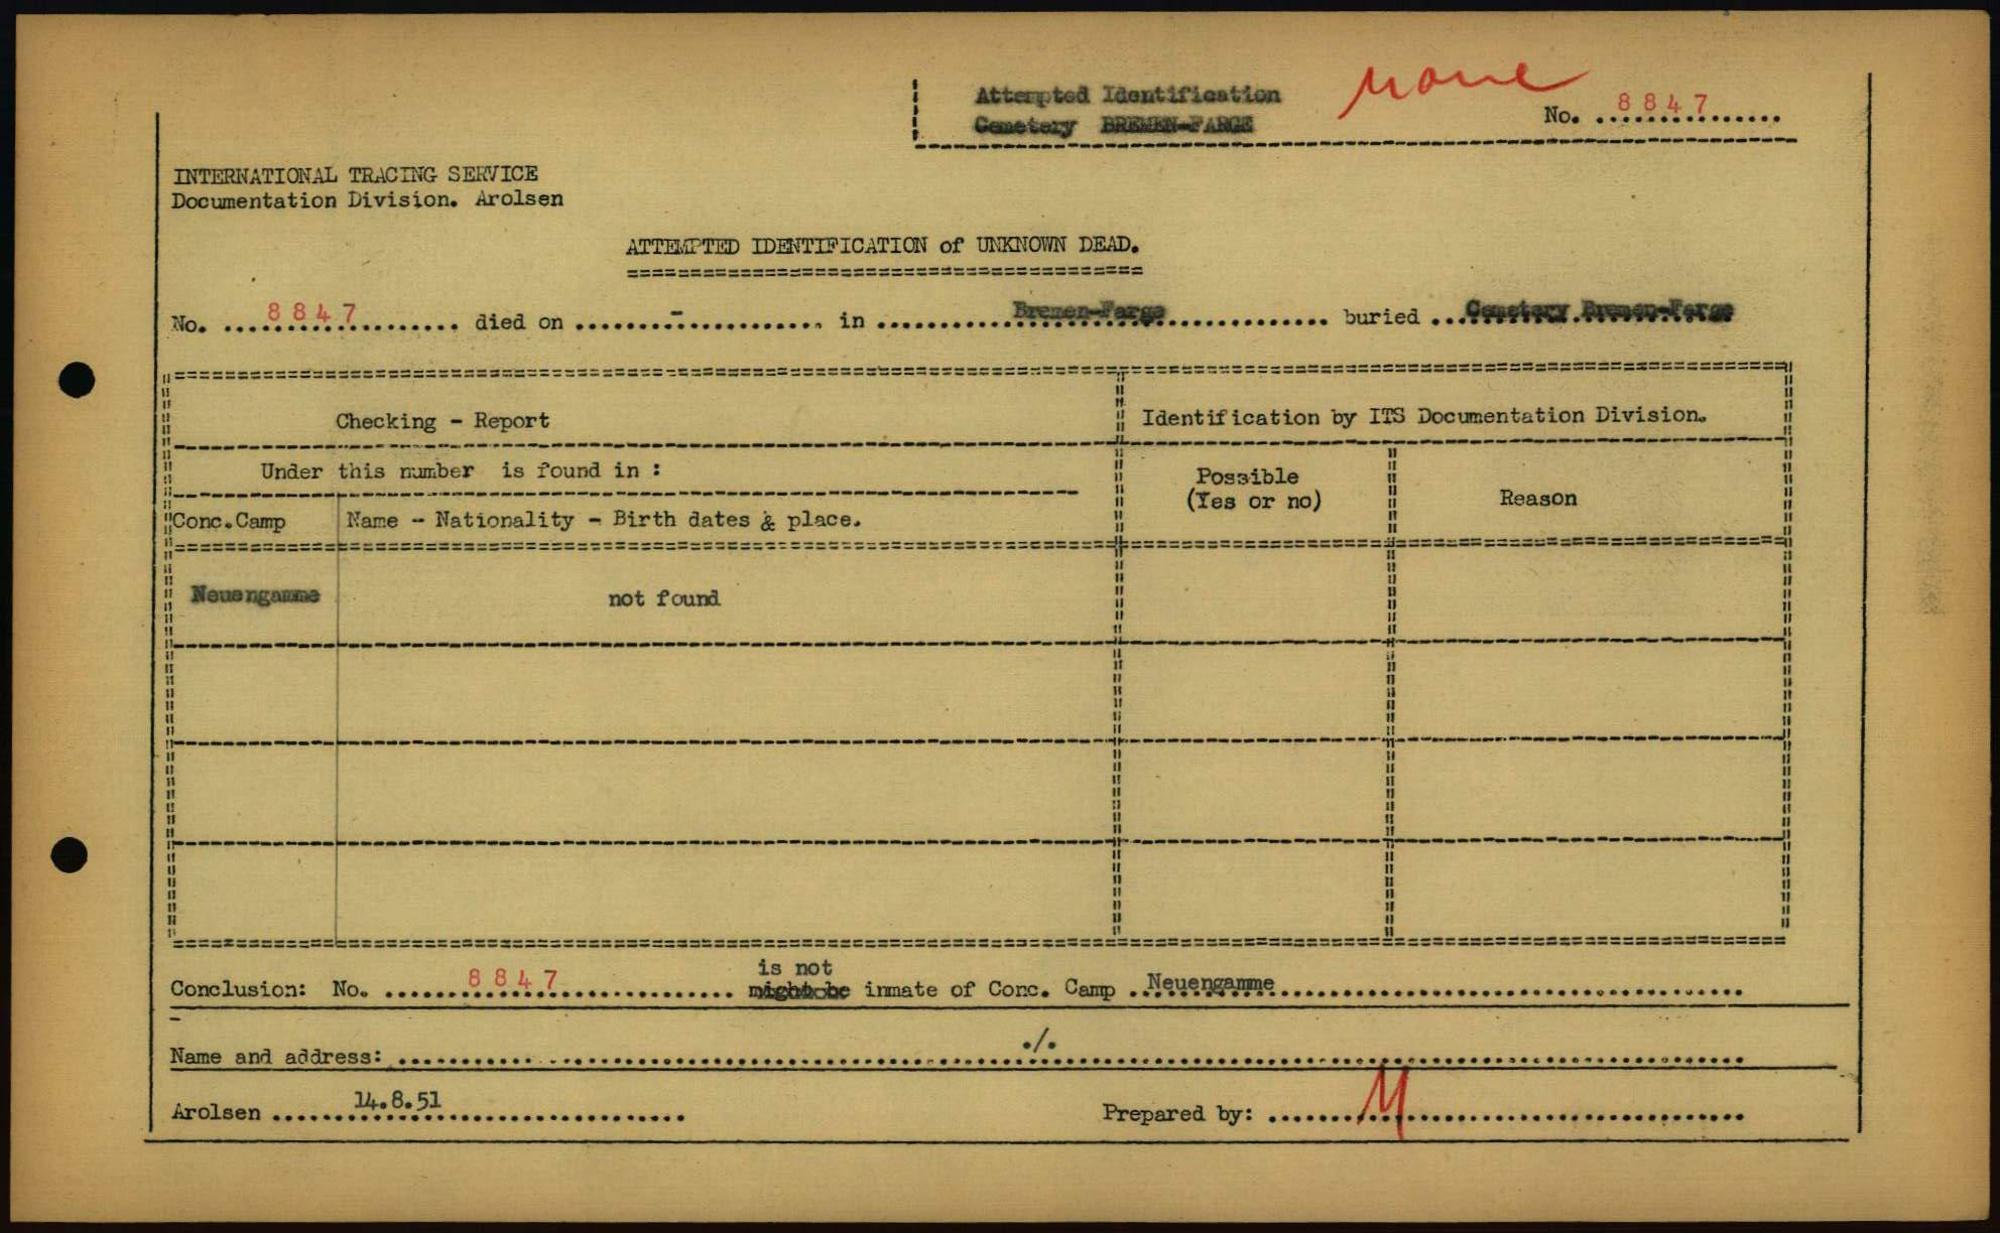 Attempted Identification
Cemetery BREMEN-FARGE
none
No. 8847
INTERNATIONAL TRACING SERVICE
Documentation Division. Arolsen
ATTEMPTED IDENTIFICATION of UNKNOWN DEAD.
No. 8847 died on - in Bremen-Farge buried Cemetery Bremen-Farge
Checking - Report
Identification by ITS Documentation Division.
Under this number is found in :
Possible
(Yes or no)
Reason
Conc.Camp
Name - Nationality - Birth dates & place.
Neuengamme
not found
is not
Conclusion: No. 8847 might be inmate of Conc. Camp Neuengamme
-
Name and address: ./.
Arolsen 14.8.51
Prepared by: M